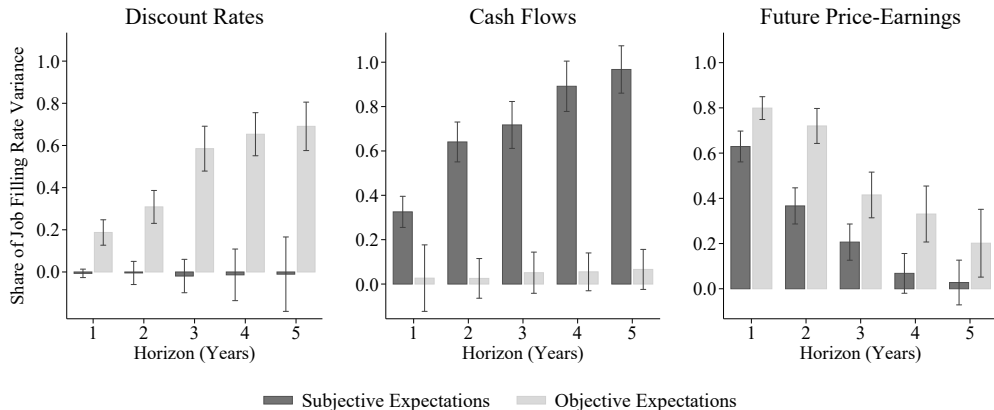 Discount Rates
Cash Flows
Future Price-Earnings
Share of Job Filling Rate Variance
1.0
0.8
0.6
0.4
0.2
0.0
1 2 3 4 5
Horizon (Years)
1.0
0.8
0.6
0.4
0.2
0.0
1 2 3 4 5
Horizon (Years)
1.0
0.8
0.6
0.4
0.2
0.0
1 2 3 4 5
Horizon (Years)
Subjective Expectations
Objective Expectations